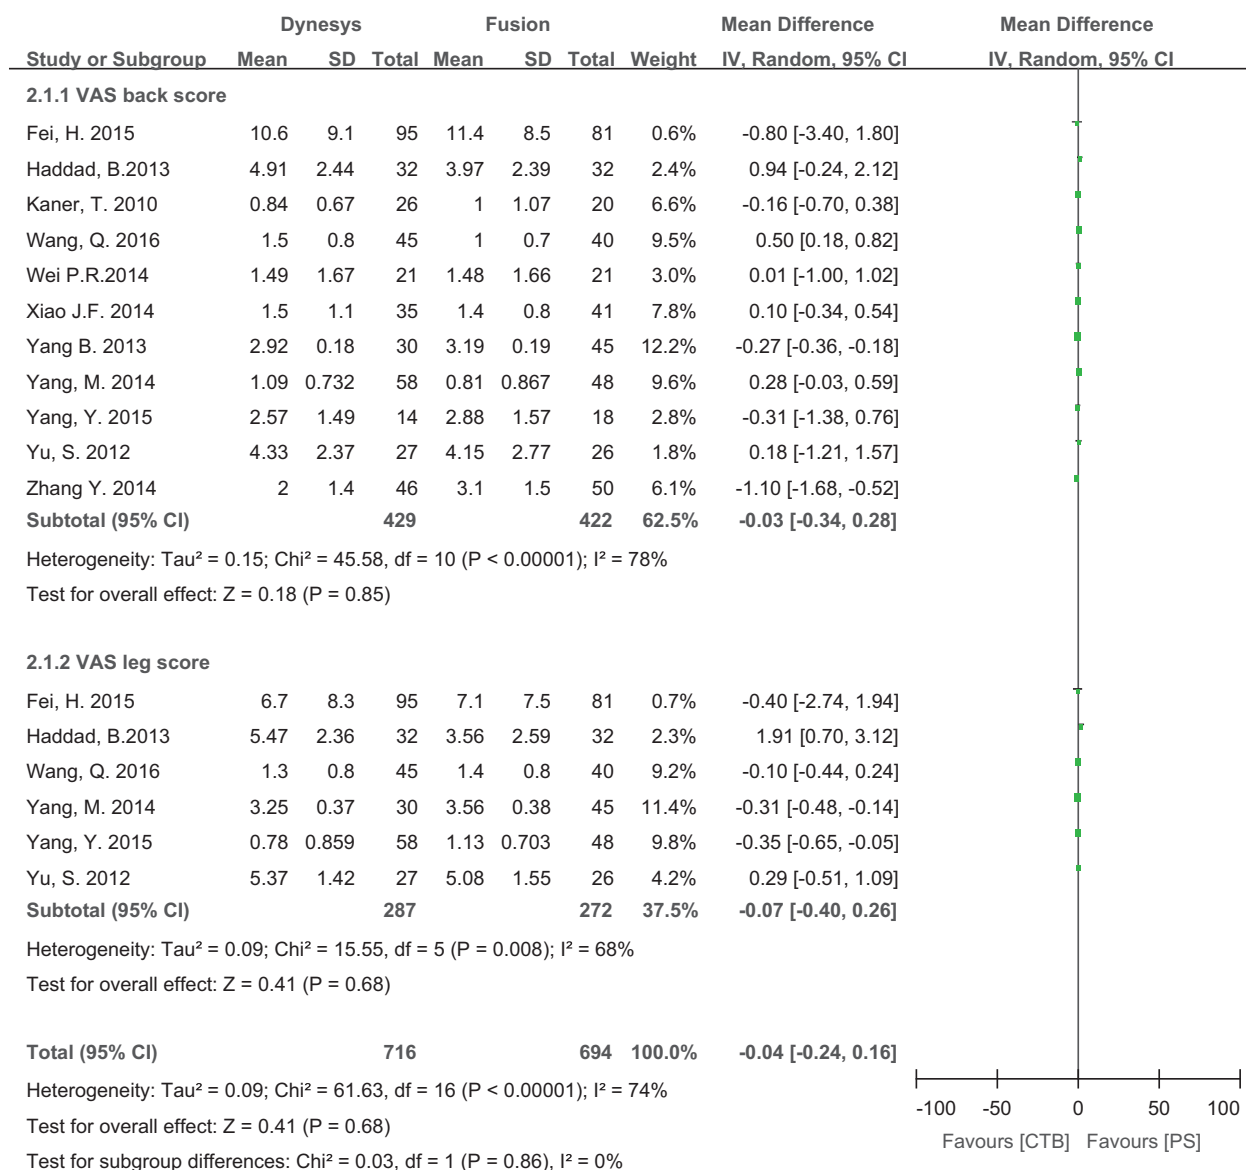 Dynesys Fusion Mean Difference Mean Difference
Study or Subgroup Mean SD Total Mean SD Total Weight IV, Random, 95% CI IV, Random, 95% CI
2.1.1 VAS back score
Fei, H. 2015 10.6 9.1 95 11.4 8.5 81 0.6% -0.80 [-3.40, 1.80]
Haddad, B.2013 4.91 2.44 32 3.97 2.39 32 2.4% 0.94 [-0.24, 2.12]
Kaner, T. 2010 0.84 0.67 26 1 1.07 20 6.6% -0.16 [-0.70, 0.38]
Wang, Q. 2016 1.5 0.8 45 1 0.7 40 9.5% 0.50 [0.18, 0.82]
Wei P.R.2014 1.49 1.67 21 1.48 1.66 21 3.0% 0.01 [-1.00, 1.02]
Xiao J.F. 2014 1.5 1.1 35 1.4 0.8 41 7.8% 0.10 [-0.34, 0.54]
Yang B. 2013 2.92 0.18 30 3.19 0.19 45 12.2% -0.27 [-0.36, -0.18]
Yang, M. 2014 1.09 0.732 58 0.81 0.867 48 9.6% 0.28 [-0.03, 0.59]
Yang, Y. 2015 2.57 1.49 14 2.88 1.57 18 2.8% -0.31 [-1.38, 0.76]
Yu, S. 2012 4.33 2.37 27 4.15 2.77 26 1.8% 0.18 [-1.21, 1.57]
Zhang Y. 2014 2 1.4 46 3.1 1.5 50 6.1% -1.10 [-1.68, -0.52]
Subtotal (95% CI) 429 422 62.5% -0.03 [-0.34, 0.28]
Heterogeneity: Tau² = 0.15; Chi² = 45.58, df = 10 (P < 0.00001); I² = 78%
Test for overall effect: Z = 0.18 (P = 0.85)
2.1.2 VAS leg score
Fei, H. 2015 6.7 8.3 95 7.1 7.5 81 0.7% -0.40 [-2.74, 1.94]
Haddad, B.2013 5.47 2.36 32 3.56 2.59 32 2.3% 1.91 [0.70, 3.12]
Wang, Q. 2016 1.3 0.8 45 1.4 0.8 40 9.2% -0.10 [-0.44, 0.24]
Yang, M. 2014 3.25 0.37 30 3.56 0.38 45 11.4% -0.31 [-0.48, -0.14]
Yang, Y. 2015 0.78 0.859 58 1.13 0.703 48 9.8% -0.35 [-0.65, -0.05]
Yu, S. 2012 5.37 1.42 27 5.08 1.55 26 4.2% 0.29 [-0.51, 1.09]
Subtotal (95% CI) 287 272 37.5% -0.07 [-0.40, 0.26]
Heterogeneity: Tau² = 0.09; Chi² = 15.55, df = 5 (P = 0.008); I² = 68%
Test for overall effect: Z = 0.41 (P = 0.68)
Total (95% CI) 716 694 100.0% -0.04 [-0.24, 0.16]
Heterogeneity: Tau² = 0.09; Chi² = 61.63, df = 16 (P < 0.00001); I² = 74%
-100 -50 0 50 100
Test for overall effect: Z = 0.41 (P = 0.68)
Favours [CTB] Favours [PS]
Test for subgroup differences: Chi² = 0.03, df = 1 (P = 0.86), I² = 0%